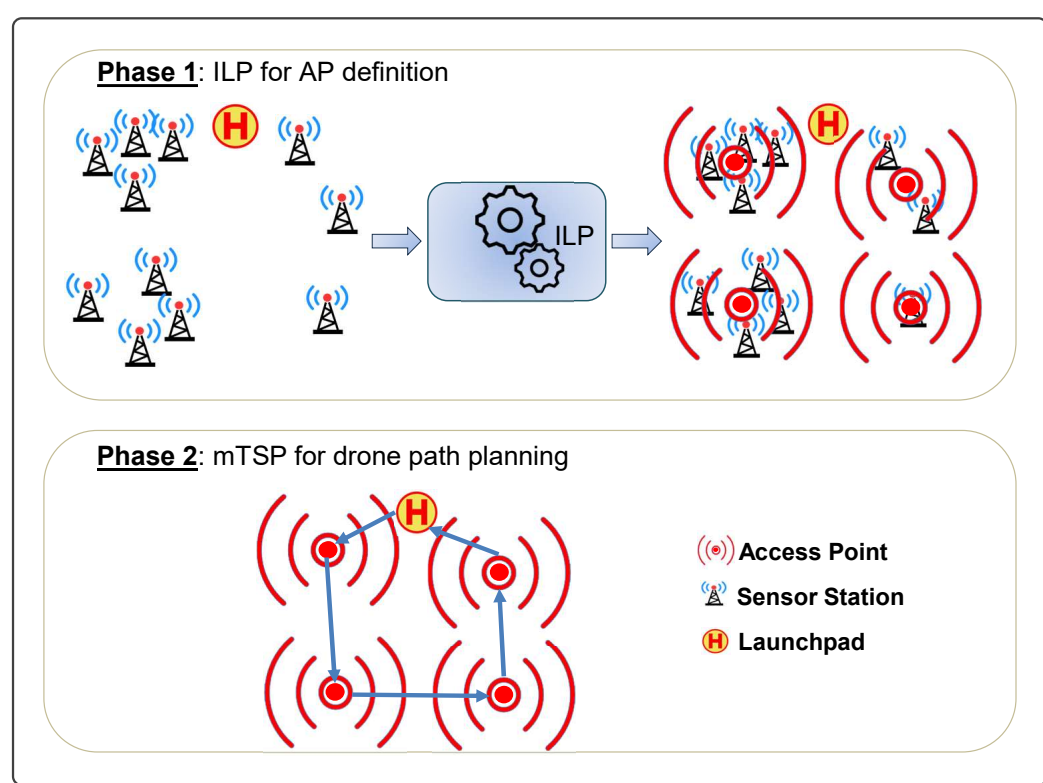 Phase 1: ILP for AP definition
H
H
ILP
Phase 2: mTSP for drone path planning
H
Access Point
Sensor Station
H Launchpad